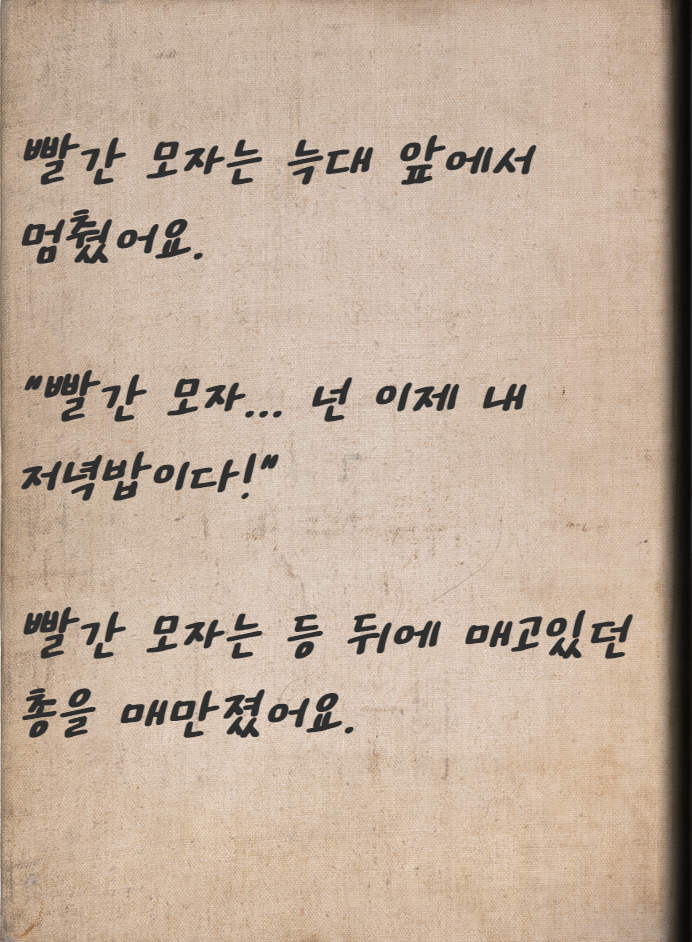 빨간 모자는 늑대 앞에서
멈췄어요.
"빨간 모자... 넌 이제 내
저녁밥이다!"
빨간 모자는 등 뒤에 매고있던
총을 매만졌어요.